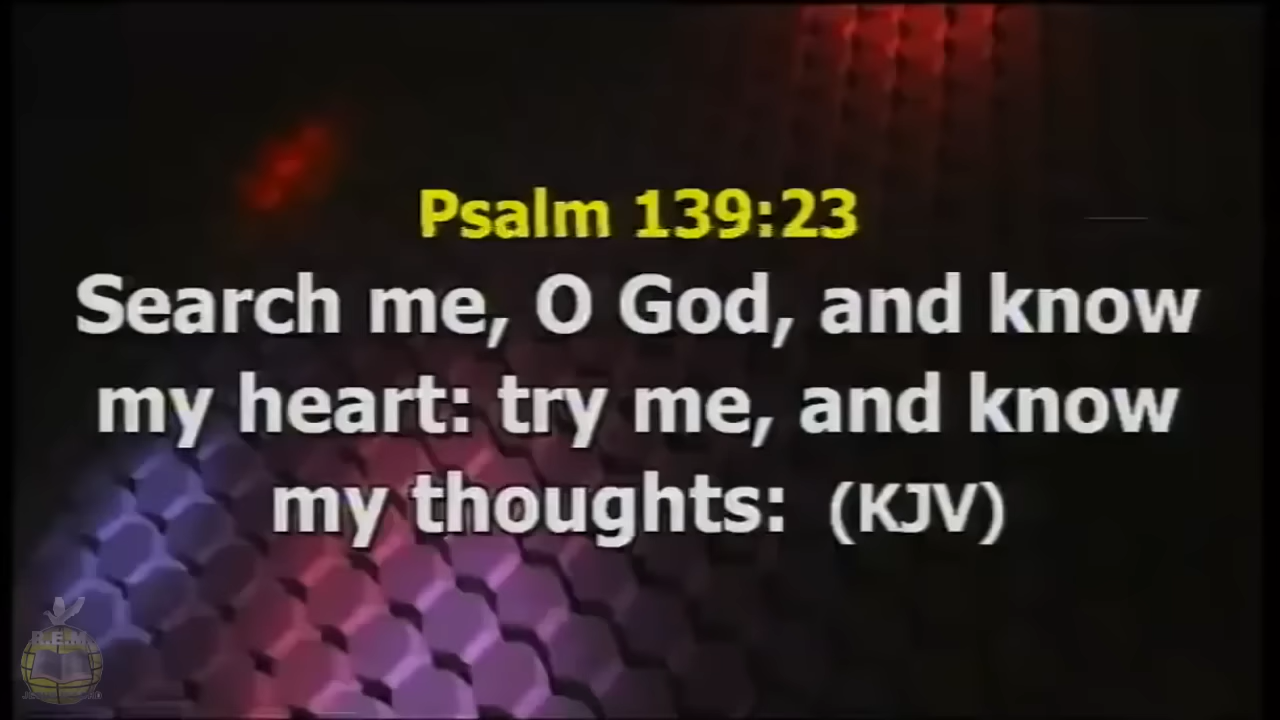 Psalm 139:23
Search me, O God, and know
my heart: try me, and know
my thoughts: (KJV)
R.E.M.